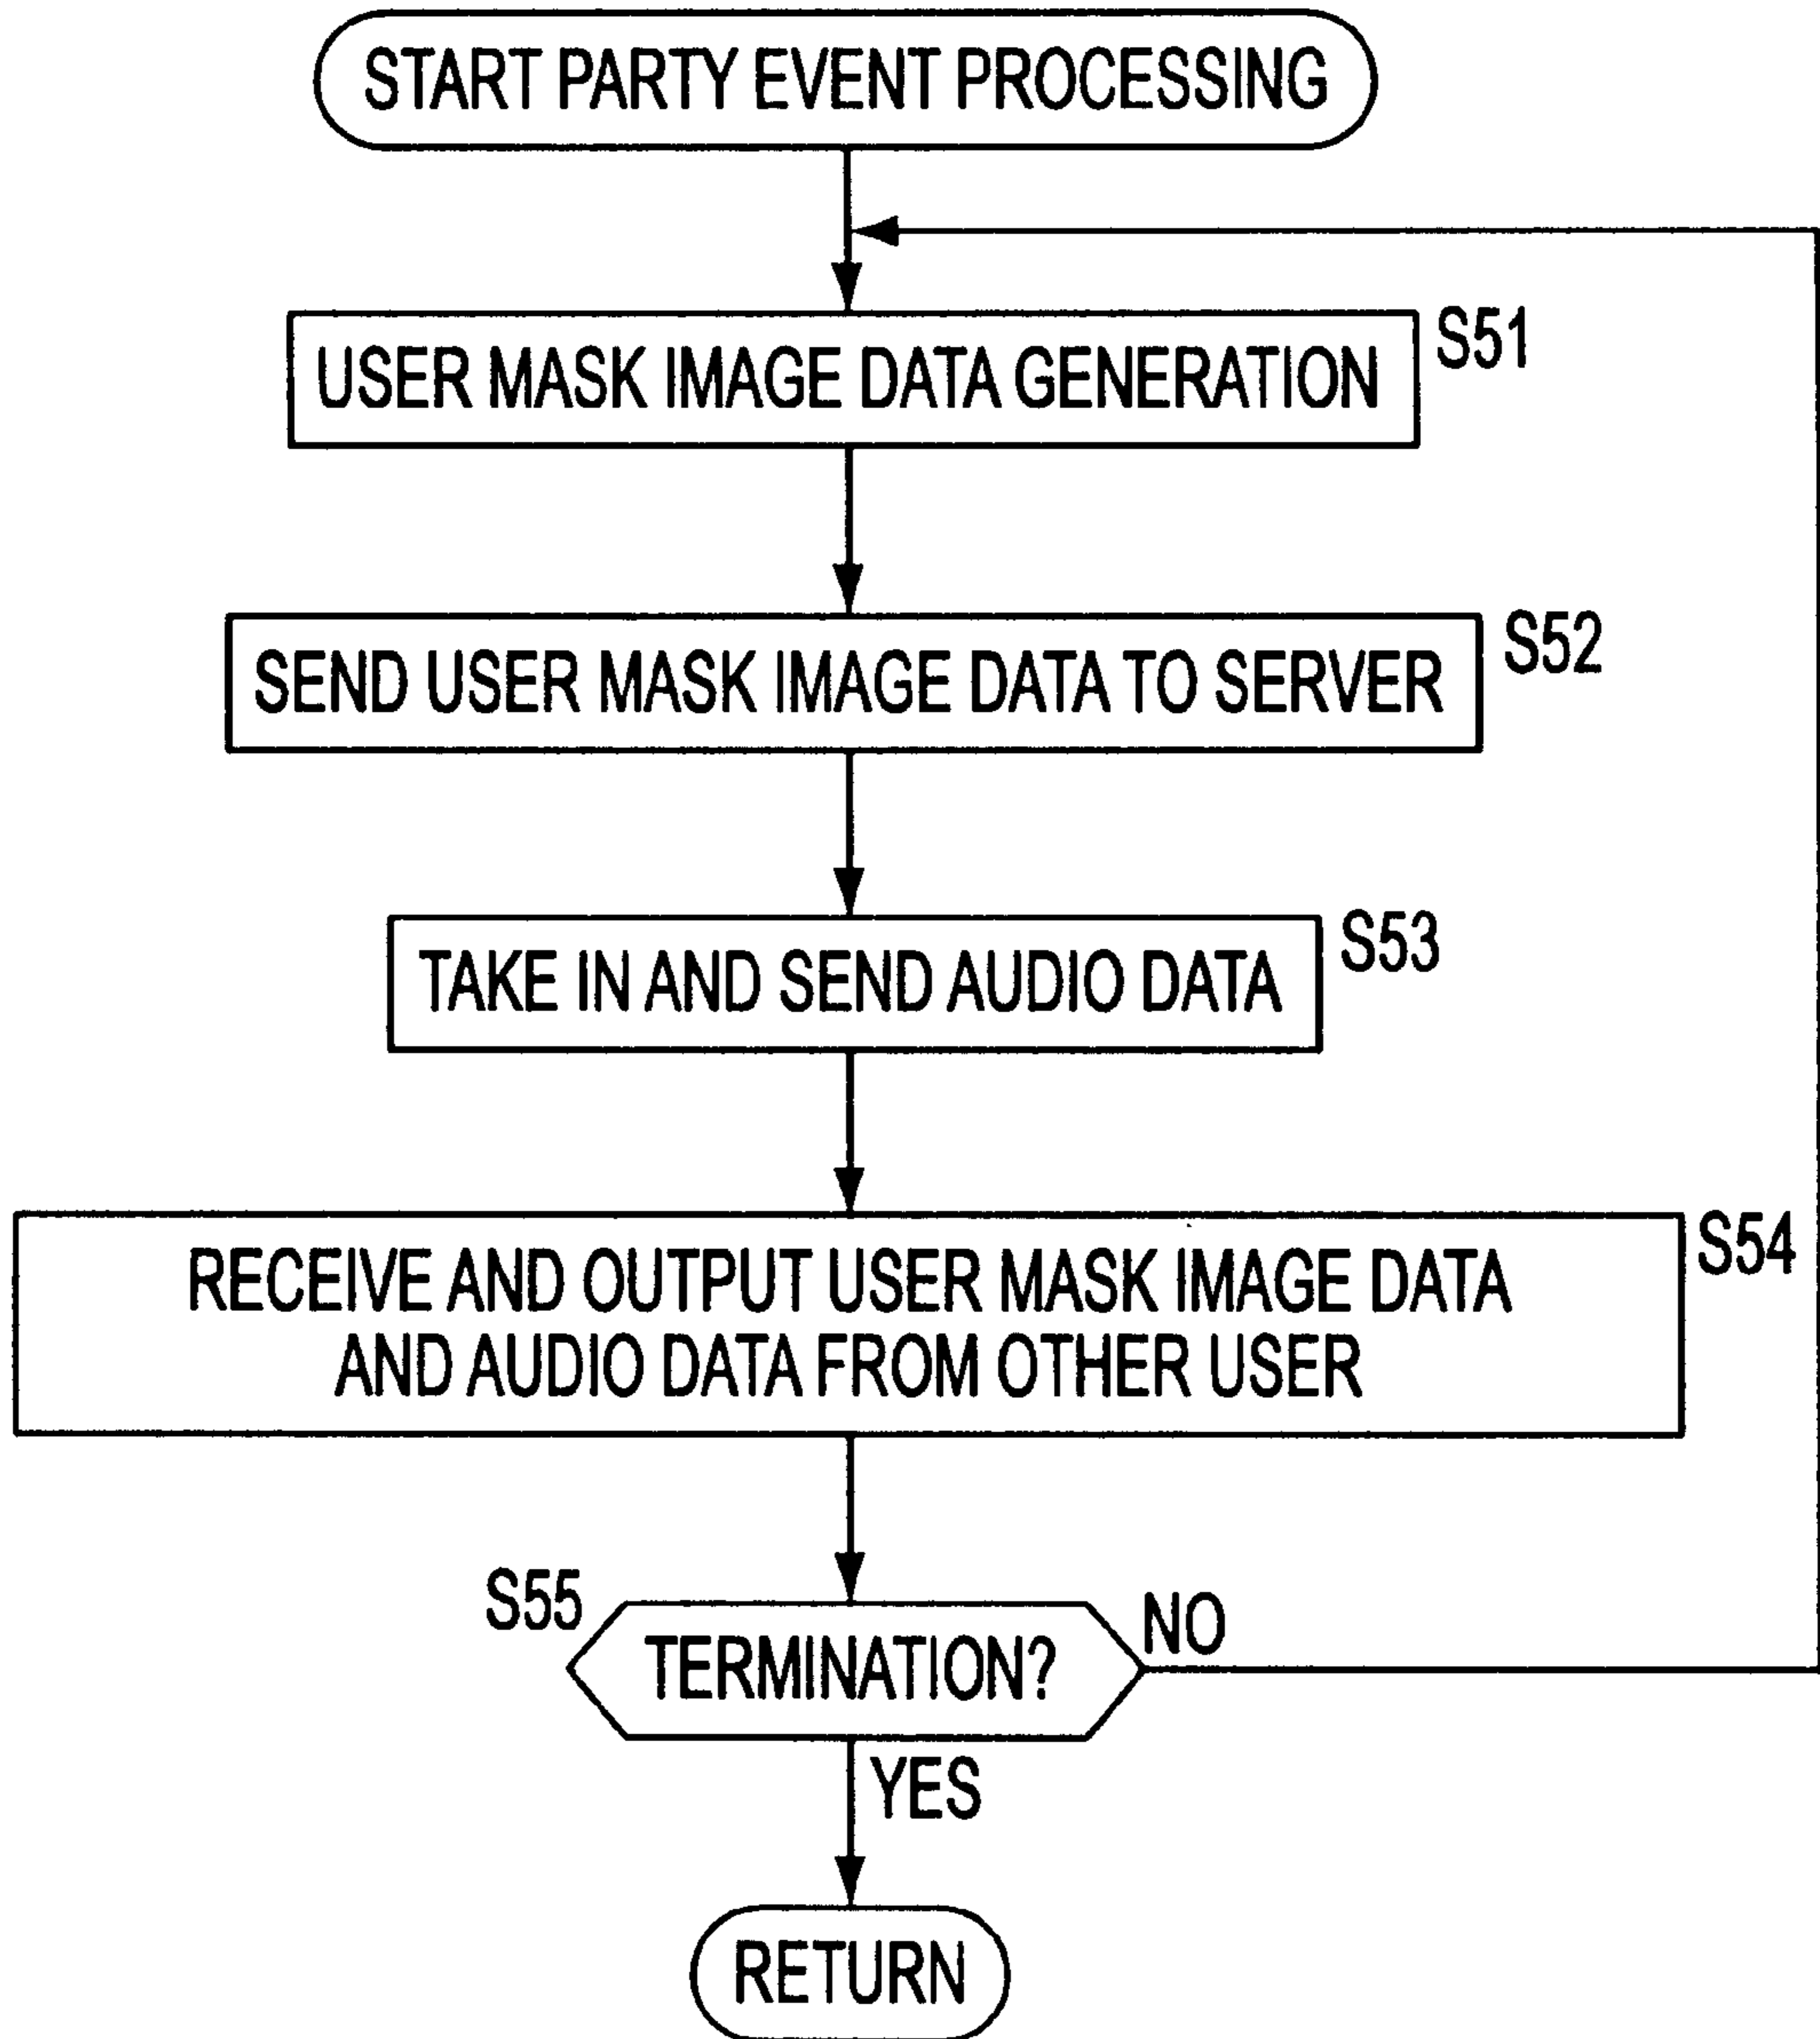 START PARTY EVENT PROCESSING
USER MASK IMAGE DATA GENERATION
S51
SEND USER MASK IMAGE DATA TO SERVER
S52
TAKE IN AND SEND AUDIO DATA
S53
RECEIVE AND OUTPUT USER MASK IMAGE DATA
AND AUDIO DATA FROM OTHER USER
S54
S55
TERMINATION?
NO
YES
RETURN